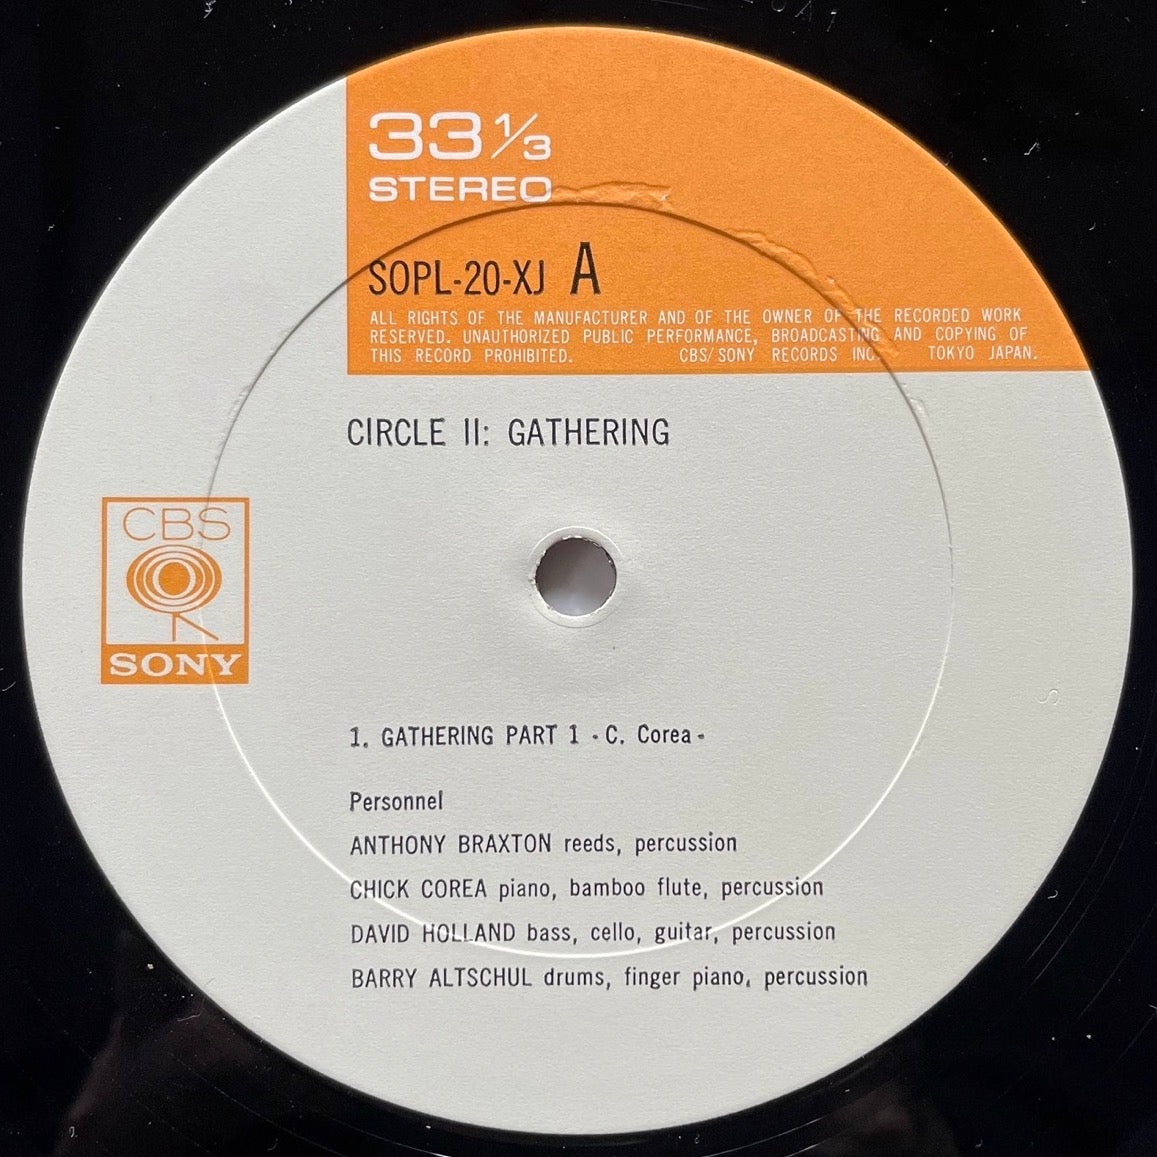 33 1/3
STEREO
SOPL-20-XJ A
ALL RIGHTS OF THE MANUFACTURER AND OF THE OWNER OF THE RECORDED WORK
RESERVED. UNAUTHORIZED PUBLIC PERFORMANCE, BROADCASTING AND COPYING OF
THIS RECORD PROHIBITED. CBS/SONY RECORDS INC. TOKYO JAPAN.
CIRCLE II: GATHERING
CBS
SONY
1. GATHERING PART 1 - C. Corea -
Personnel
ANTHONY BRAXTON reeds, percussion
CHICK COREA piano, bamboo flute, percussion
DAVID HOLLAND bass, cello, guitar, percussion
BARRY ALTSCHUL drums, finger piano, percussion